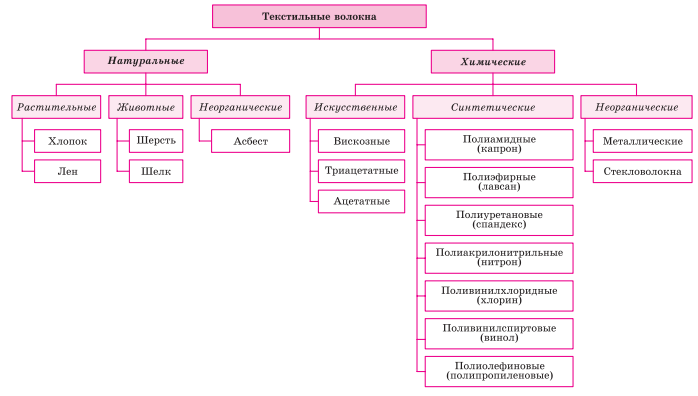 Текстильные волокна
Натуральные
Химические
Растительные
Животные
Неорганические
Искусственные
Синтетические
Неорганические
Хлопок
Лен
Шерсть
Шелк
Асбест
Вискозные
Триацетатные
Ацетатные
Полиамидные
(капрон)
Полиэфирные
(лавсан)
Полиуретановые
(спандекс)
Полиакрилонитрильные
(нитрон)
Поливинилхлоридные
(хлорин)
Поливинилспиртовые
(винол)
Полиолефиновые
(полипропиленовые)
Металлические
Стекловолокна